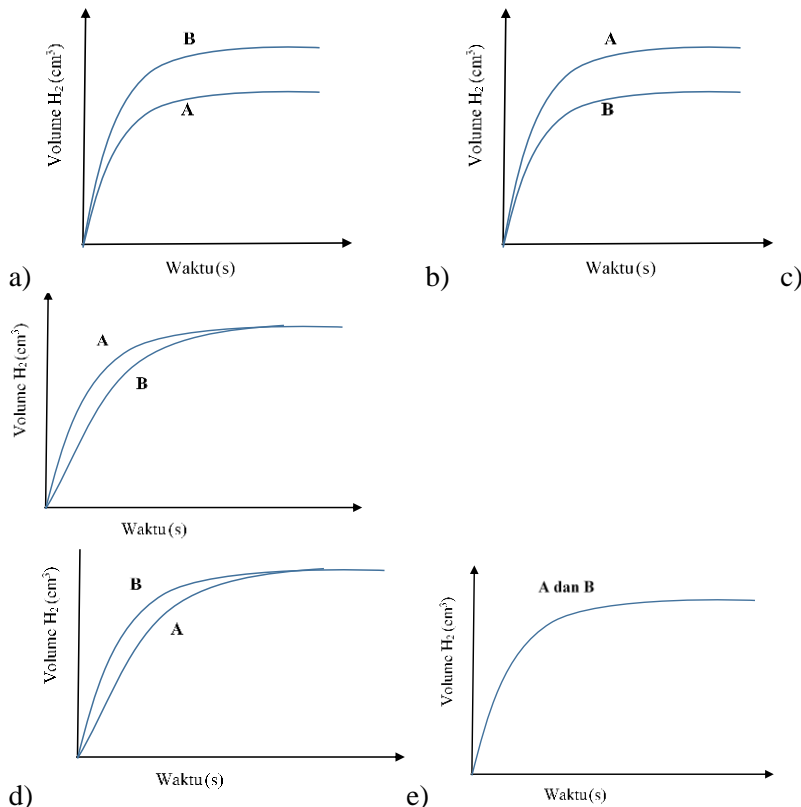 B
A
Volume H₂ (cm³)
Waktu (s)
a)
A
B
Volume H₂ (cm³)
Waktu (s)
b)
c)
A
B
Volume H₂ (cm³)
Waktu (s)
B
A
Volume H₂ (cm³)
Waktu (s)
d)
A dan B
Volume H₂ (cm³)
Waktu (s)
e)